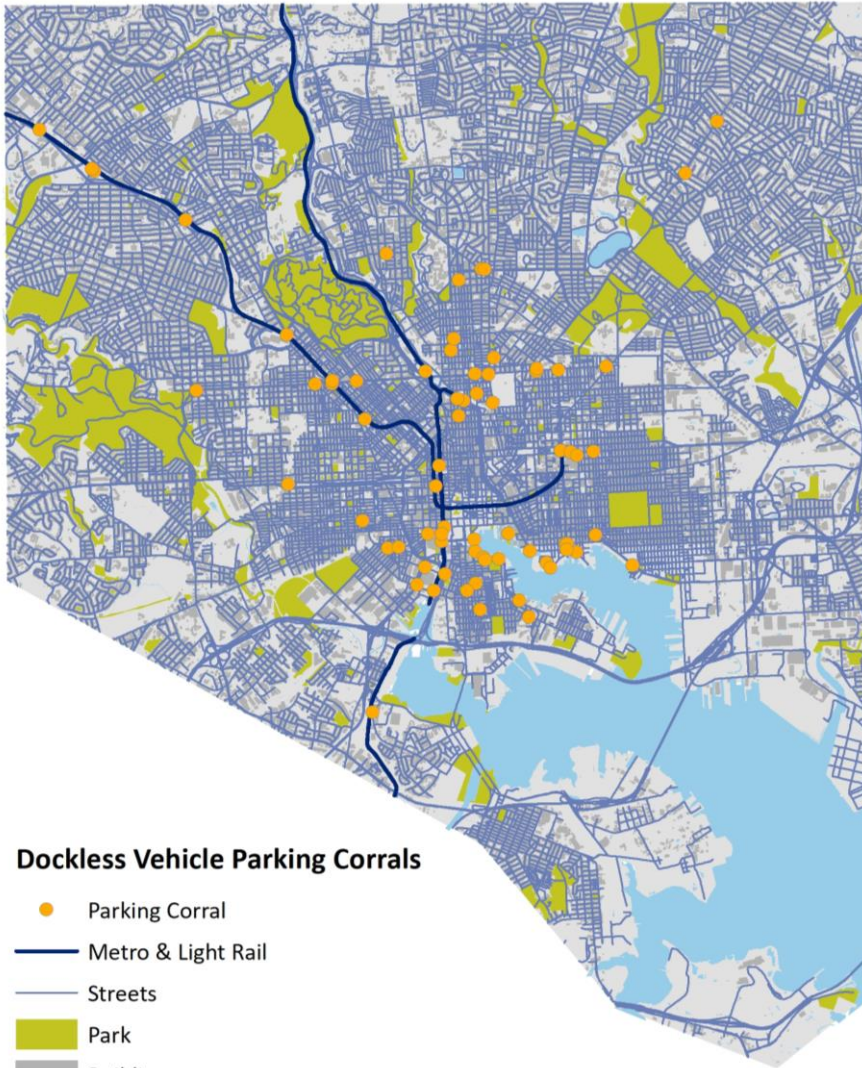 Dockless Vehicle Parking Corrals
Parking Corral
Metro & Light Rail
Streets
Park